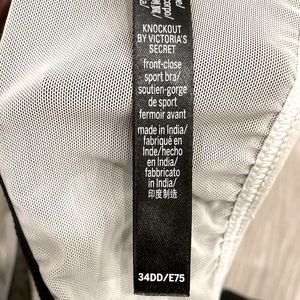 KNOCKOUT
BY VICTORIA'S
SECRET
front-close
sport bra/
soutien-gorge
de sport
fermoir avant
made in India/
fabriqué en
Inde/hecho
en India/
fabbricato
in India/
印度制造
34DD/E75